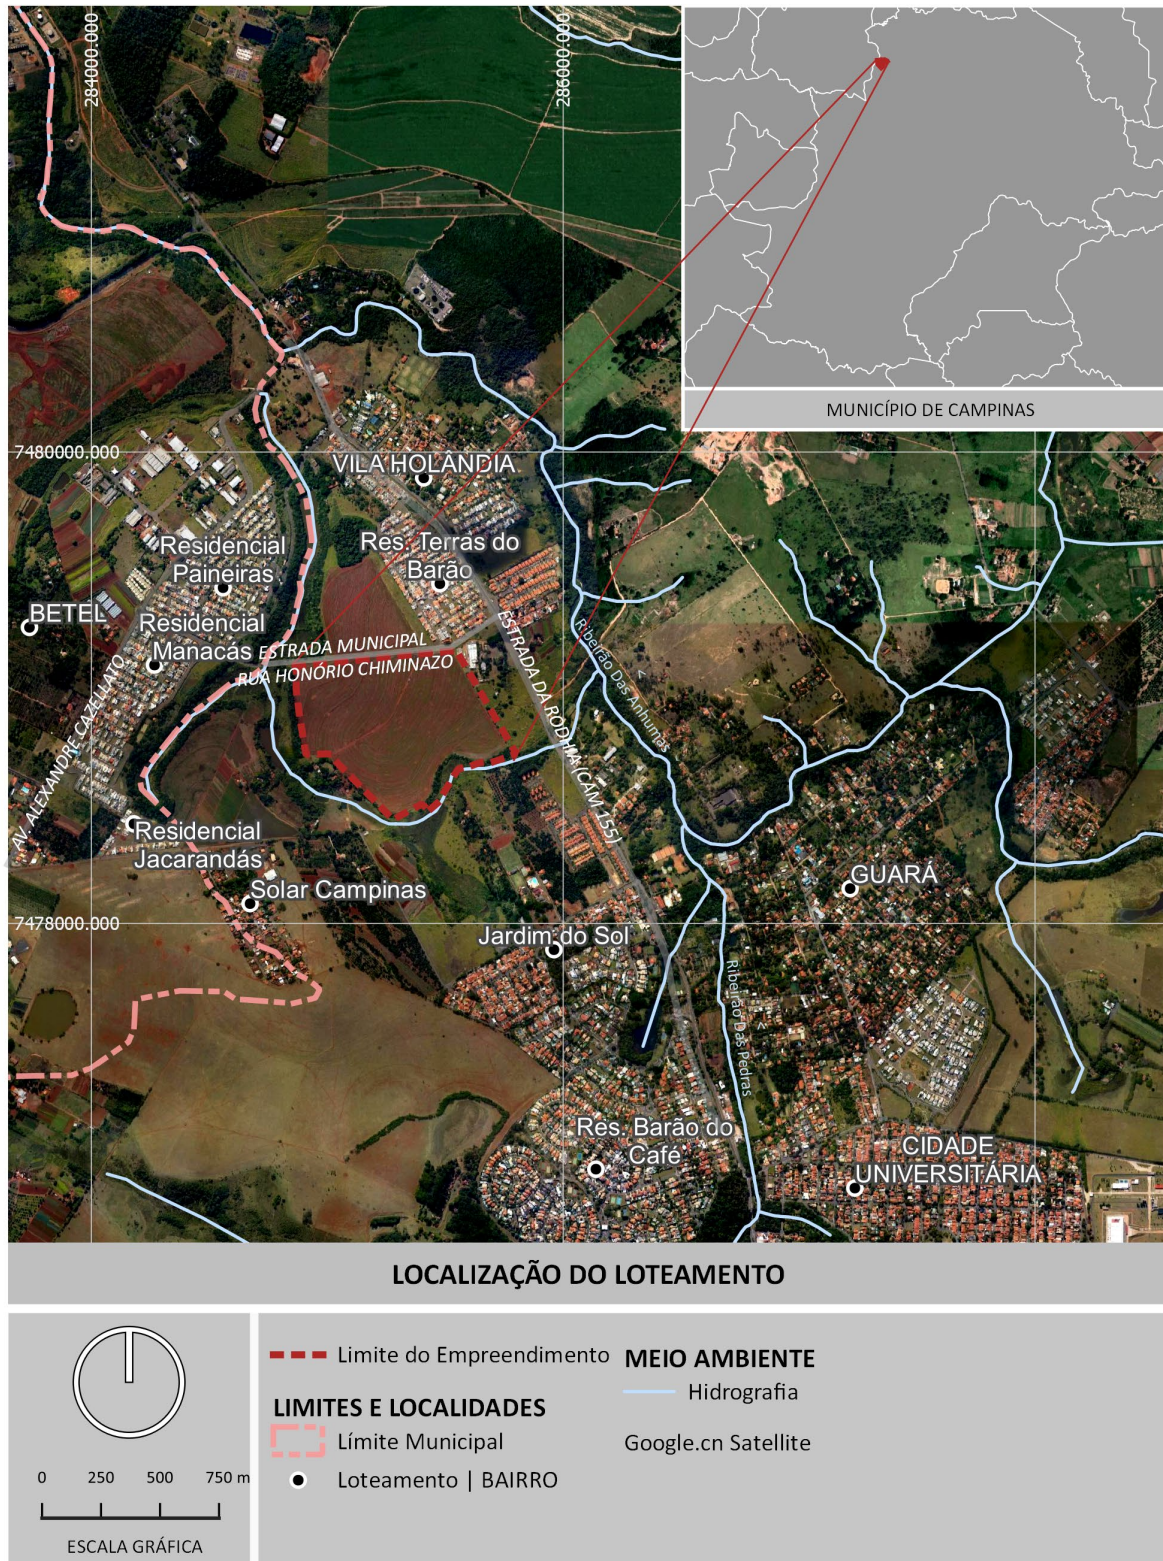 284000.000
286000.000
MUNICÍPIO DE CAMPINAS
7480000.000
VILA HOLÂNDIA
Res. Terras do
Barão
Residencial
Paineiras
BETEL
Residencial
Manacás
ESTRADA MUNICIPAL
RUA HONÓRIO CHIMINAZO
ESTRADA DA RODHIA (CAM 155)
Ribeirão Das Anhumas
<
AV. ALEXANDRE CAZELLATO
Residencial
Jacarandás
Solar Campinas
GUARÁ
7478000.000
Jardim do Sol
Ribeirão Das Pedras
<
Res. Barão do
Café
CIDADE
UNIVERSITÁRIA
LOCALIZAÇÃO DO LOTEAMENTO
Limite do Empreendimento
MEIO AMBIENTE
Hidrografia
LIMITES E LOCALIDADES
Límite Municipal
Google.cn Satellite
Loteamento | BAIRRO
0 250 500 750 m
ESCALA GRÁFICA